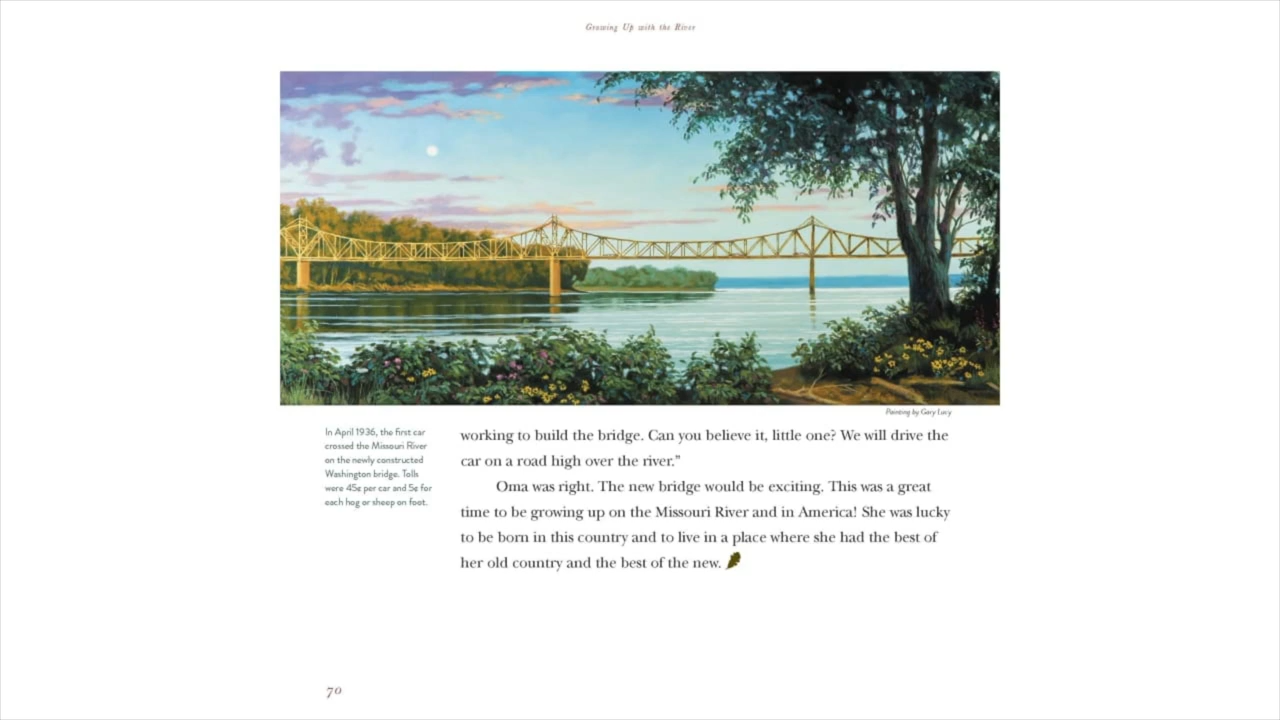 Growing Up with the River
Painting by Gary Lucy
In April 1936, the first car
crossed the Missouri River
on the newly constructed
Washington bridge. Tolls
were 45¢ per car and 5¢ for
each hog or sheep on foot.
working to build the bridge. Can you believe it, little one? We will drive the
car on a road high over the river.”
Oma was right. The new bridge would be exciting. This was a great
time to be growing up on the Missouri River and in America! She was lucky
to be born in this country and to live in a place where she had the best of
her old country and the best of the new.
70